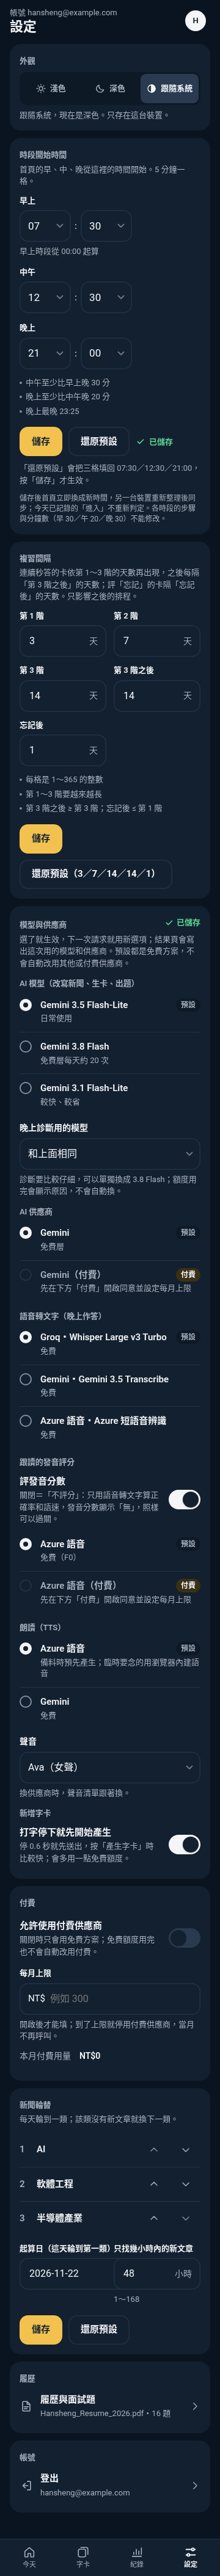 帳號 hansheng@example.com
設定
H
外觀
淺色
深色
跟隨系統
跟隨系統，現在是深色。只存在這台裝置。
時段開始時間
首頁的早、中、晚從這裡的時間開始。5 分鐘一
格。
早上
07 : 30
早上時段從 00:00 起算
中午
12 : 30
晚上
21 : 00
• 中午至少比早上晚 30 分
• 晚上至少比中午晚 20 分
• 晚上最晚 23:25
儲存
還原預設
已儲存
「還原預設」會把三格填回 07:30／12:30／21:00，
按「儲存」才生效。
儲存後首頁立即換成新時間，另一台裝置重新整理後同
步；今天已記錄的「進入」不重新判定。各時段的步驟
與分鐘數（早 30／午 20／晚 30）不能修改。
複習間隔
連續秒答的卡依第 1～3 階的天數再出現，之後每隔
「第 3 階之後」的天數；評「忘記」的卡隔「忘記
後」的天數。只影響之後的排程。
第 1 階
第 2 階
3 天
7 天
第 3 階
第 3 階之後
14 天
14 天
忘記後
1 天
• 每格是 1～365 的整數
• 第 1～3 階要越來越長
• 第 3 階之後 ≥ 第 3 階；忘記後 ≤ 第 1 階
儲存
還原預設（3／7／14／14／1）
模型與供應商
已儲存
選了就生效，下一次請求就用新選項；結果頁會寫
出這次用的模型和供應商。預設都是免費方案，不
會自動改用其他或付費供應商。
AI 模型（改寫新聞、生卡、出題）
Gemini 3.5 Flash-Lite
預設
日常使用
Gemini 3.8 Flash
免費層每天約 20 次
Gemini 3.1 Flash-Lite
較快、較省
晚上診斷用的模型
和上面相同
診斷要比較仔細，可以單獨換成 3.8 Flash；額度用
完會顯示原因，不會自動換。
AI 供應商
Gemini
預設
免費層
Gemini（付費）
付費
先在下方「付費」開啟同意並設定每月上限
語音轉文字（晚上作答）
Groq・Whisper Large v3 Turbo
預設
免費
Gemini・Gemini 3.5 Transcribe
免費
Azure 語音・Azure 短語音辨識
免費
跟讀的發音評分
評發音分數
關閉＝「不評分」：只用語音轉文字算正
確率和語速，發音分數顯示「無」，照樣
可以過關。
Azure 語音
預設
免費（F0）
Azure 語音（付費）
付費
先在下方「付費」開啟同意並設定每月上限
朗讀（TTS）
Azure 語音
預設
備料時預先產生；臨時要念的用瀏覽器內建語
音
Gemini
免費
聲音
Ava（女聲）
換供應商時，聲音清單跟著換。
新增字卡
打字停下就先開始產生
停 0.6 秒就先送出，按「產生字卡」時
比較快；會多用一點免費額度。
付費
允許使用付費供應商
關閉時只會用免費方案；免費額度用完
也不會自動改用付費。
每月上限
NT$ 例如 300
開啟後才能填；到了上限就停用付費供應商，當月
不再呼叫。
本月付費用量 NT$0
新聞輪替
每天輪到一類；該類沒有新文章就換下一類。
1 AI
2 軟體工程
3 半導體產業
起算日（這天輪到第一類）
只找幾小時內的新文章
2026-11-22
48 小時
1～168
儲存
還原預設
履歷
履歷與面試題
Hansheng_Resume_2026.pdf・16 題
帳號
登出
hansheng@example.com
今天
字卡
紀錄
設定